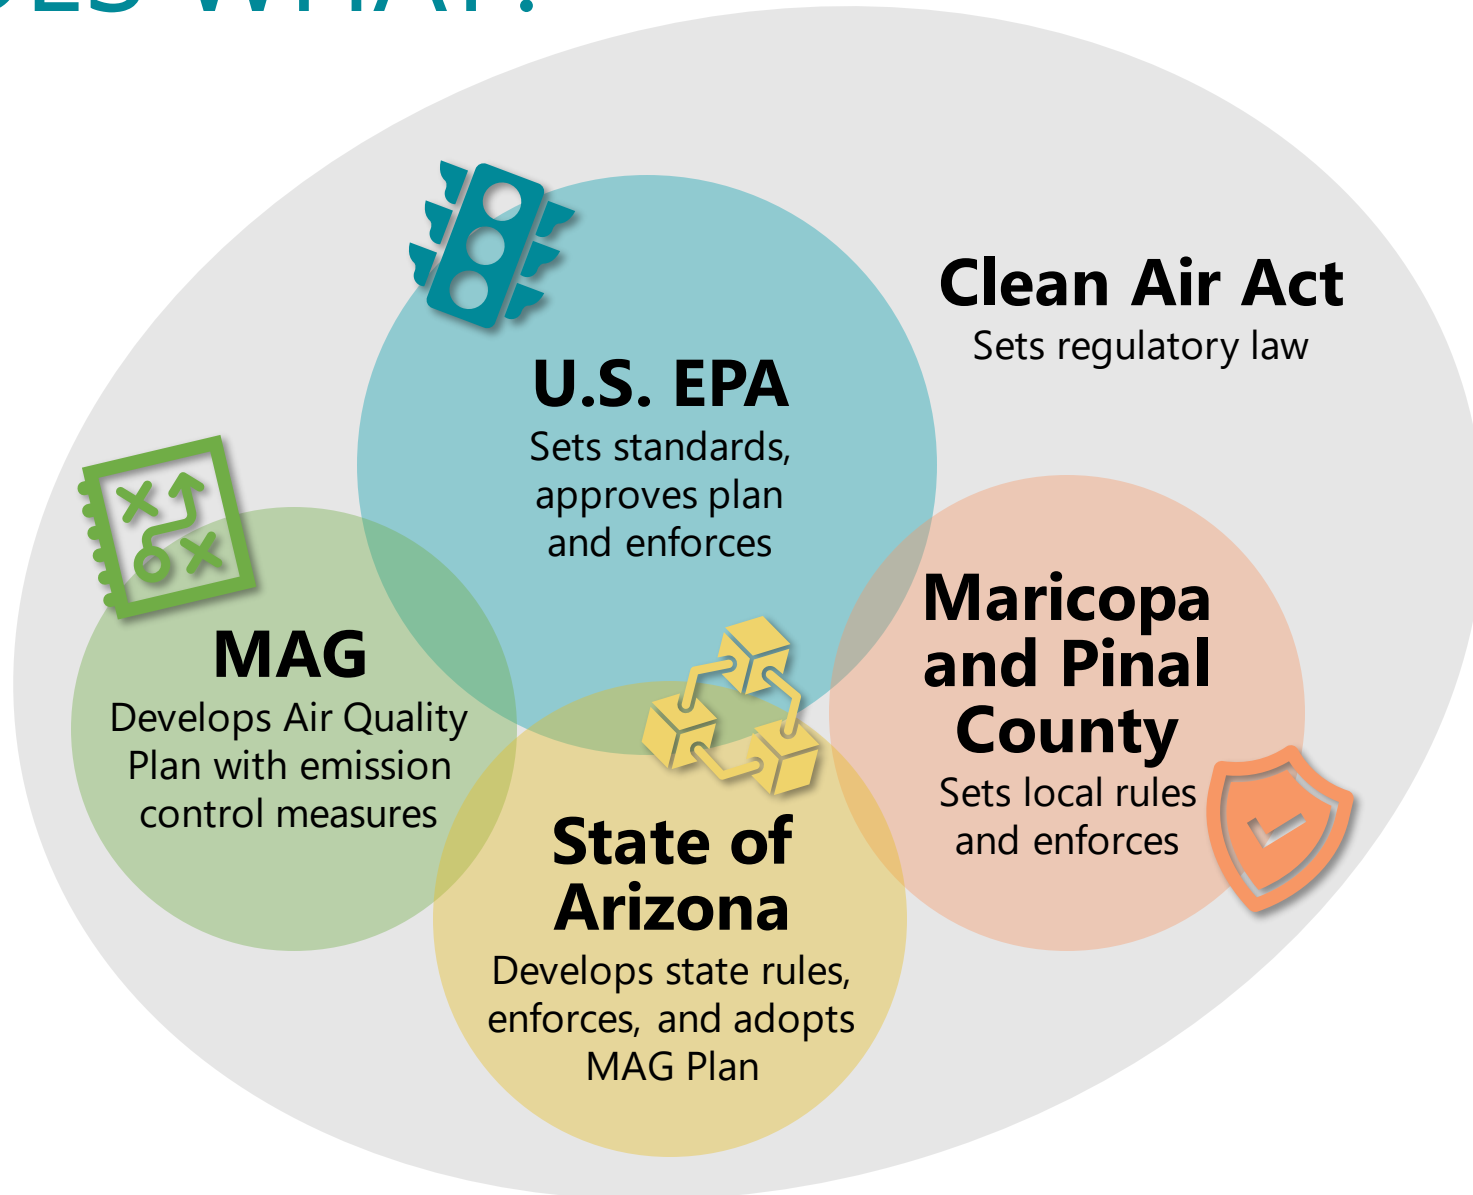 WHAT?
U.S. EPA
Sets standards,
approves plan
and enforces
Clean Air Act
Sets regulatory law
MAG
Develops Air Quality
Plan with emission
control measures
Maricopa
and Pinal
County
Sets local rules
and enforces
State of
Arizona
Develops state rules,
enforces, and adopts
MAG Plan